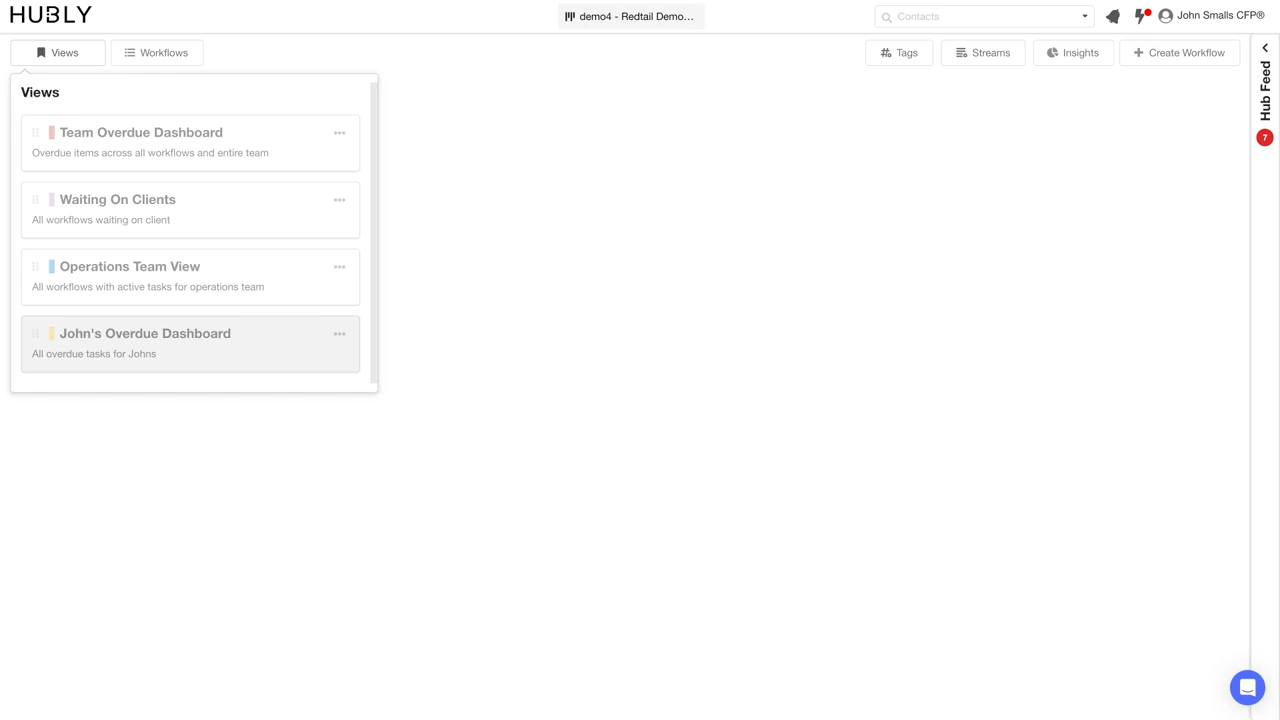 HUBLY
demo4 - Redtail Demo...
Contacts
John Smalls CFP®
Views
Workflows
Tags
Streams
Insights
Create Workflow
Hub Feed
7
Views
Team Overdue Dashboard
Overdue items across all workflows and entire team
Waiting On Clients
All workflows waiting on client
Operations Team View
All workflows with active tasks for operations team
John's Overdue Dashboard
All overdue tasks for Johns